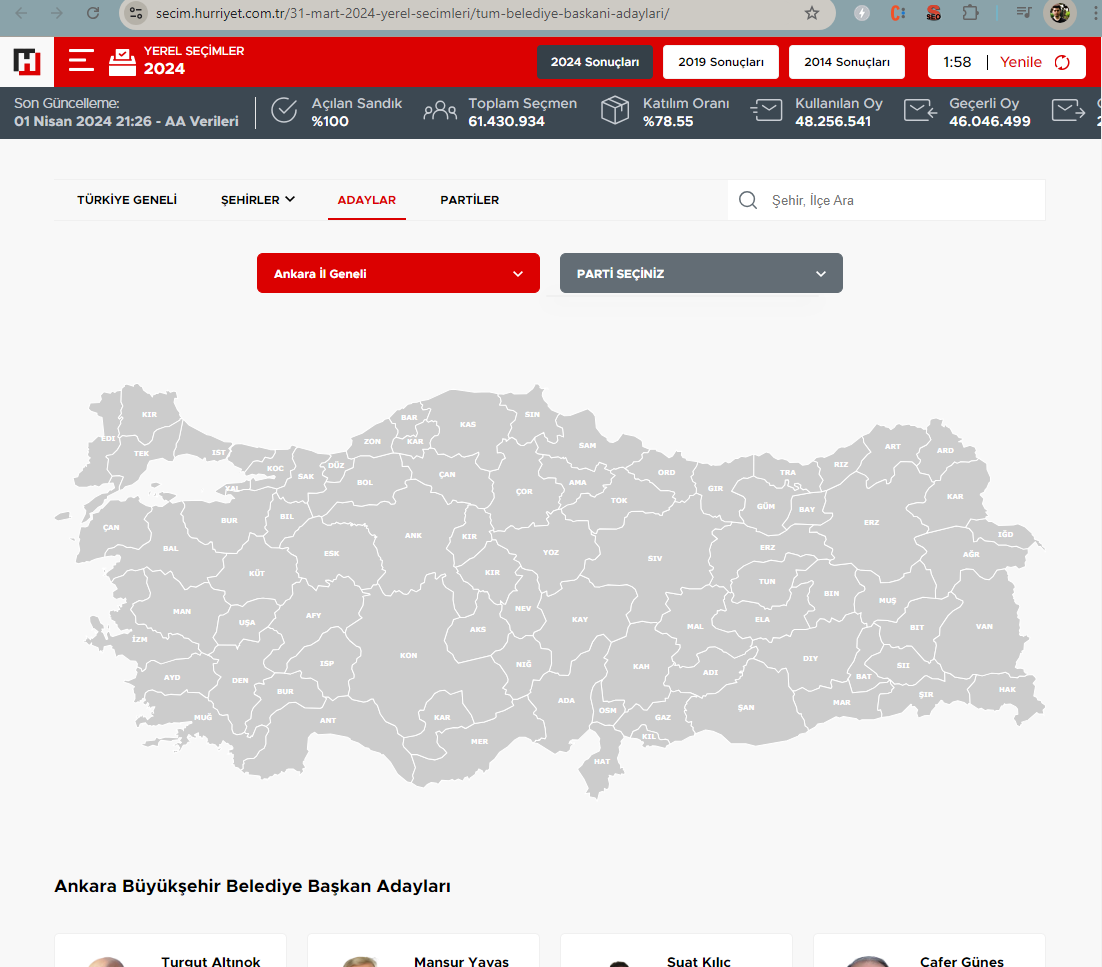 secim.hurriyet.com.tr/31-mart-2024-yerel-secimleri/tum-belediye-baskani-adaylari/
YEREL SEÇİMLER
2024
2024 Sonuçları
2019 Sonuçları
2014 Sonuçları
1:58 | Yenile
Son Güncelleme:
01 Nisan 2024 21:26 - AA Verileri
Açılan Sandık
%100
Toplam Seçmen
61.430.934
Katılım Oranı
%78.55
Kullanılan Oy
48.256.541
Geçerli Oy
46.046.499
TÜRKİYE GENELİ
ŞEHİRLER
ADAYLAR
PARTİLER
Şehir, İlçe Ara
Ankara İl Geneli
PARTİ SEÇİNİZ
KIR
EDİ
TEK
İST
KOC
SAK
DÜZ
ZON
BAR
KAR
KAS
SİN
SAM
BOL
ÇAN
ÇOR
AMA
TOK
ORD
GİR
TRA
GÜM
BAY
RİZ
ART
ARD
KAR
IĞD
AĞR
ERZ
ERZ
ÇAN
BAL
BUR
BİL
ESK
ANK
KIR
KIR
YOZ
SİV
KÜT
MAN
UŞA
AFY
İZM
AYD
DEN
ISP
BUR
MUĞ
ANT
KON
AKS
NEV
NİĞ
KAY
KAR
MER
ADA
OSM
KAH
GAZ
KİL
HAT
MAL
ADI
ŞAN
TUN
ELA
BİN
MUŞ
BİT
VAN
DİY
BAT
Sİİ
MAR
ŞIR
HAK
Ankara Büyükşehir Belediye Başkan Adayları
Turgut Altınok
Mansur Yavaş
Suat Kılıç
Cafer Güneş